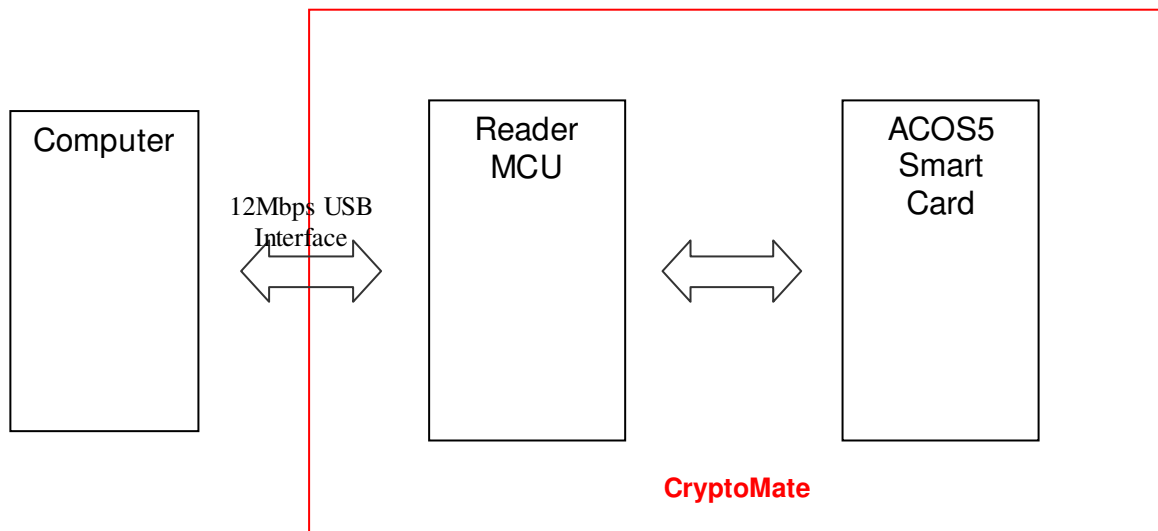 Computer
12Mbps USB
Interface
Reader
MCU
ACOS5
Smart
Card
CryptoMate